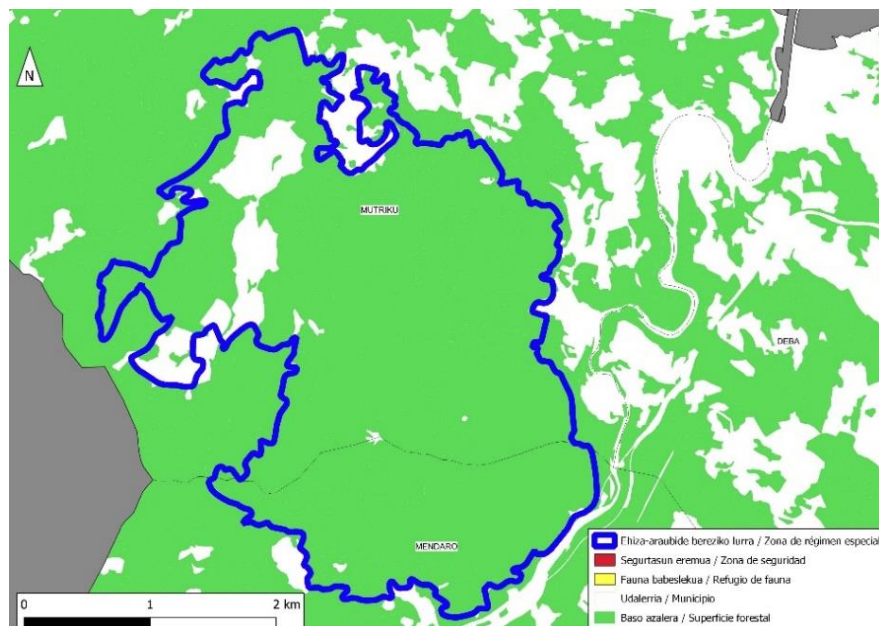 N
MUTRIKU
DEBA
MENDARO
Ehiza-araubide bereziko lurra / Zona de régimen especial
Segurtasun eremua / Zona de seguridad
Fauna babeslekua / Refugio de fauna
Udalerria / Municipio
Baso azalera / Superficie forestal
0 1 2 km